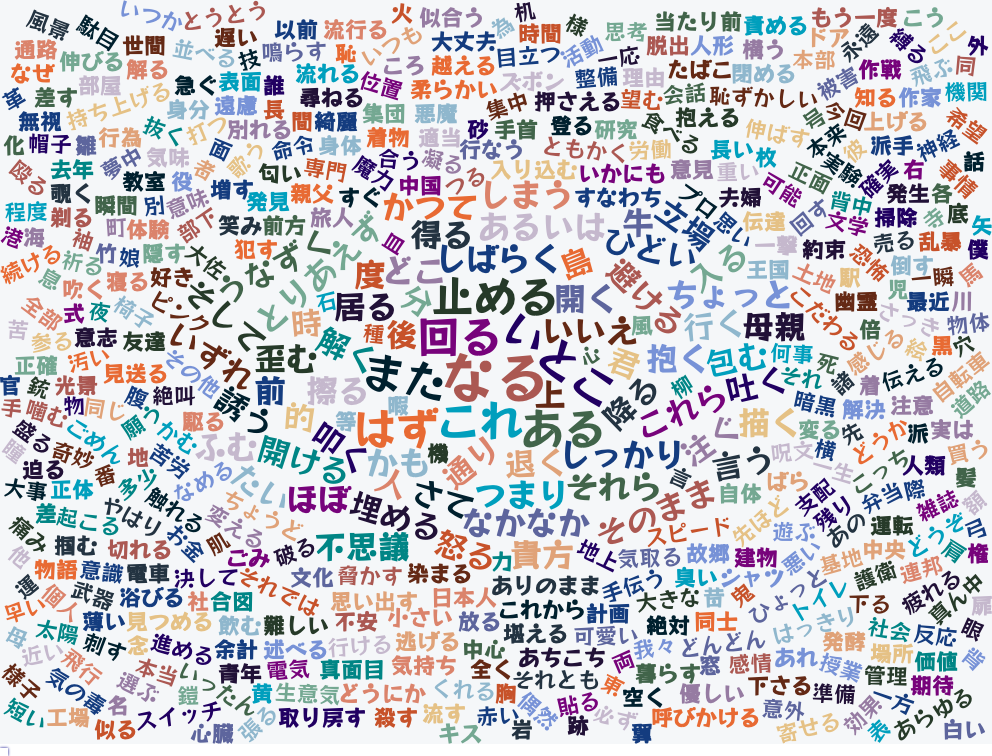 風景
駄目
いつか
とうとう
以前
流行る
火
似合う
机
様
思考
当たり前
責める
もう一度
こう
通路
伸びる
世間
並べる
遅い
技
鳴らす
恥
いつも
大丈夫
為
時間
一応
脱出
人形
構う
ドア
永遠
縛る
ここ
外
なぜ
部屋
解る
急ぐ
表面
誰
流れる
位置
ころ
越える
目立つ
活動
整備
理由
たばこ
閉める
本部
被害
作戦
飛ぶ
同
革
差す
持ち上げる
身分
遠慮
長
尋ねる
集団
柔らかい
悪魔
ズボン
集中
押さえる
望む
会話
恥ずかしい
知る
作家
機関
無視
化
帽子
雛
行為
抜く
打つ
別れる
間
綺麗
着物
適当
砂
手首
登る
研究
食べる
抱える
伸ばす
呂
今回
上げる
希望
殴る
去年
面
夢中
気味
者
歌う
命令
身体
合う
凝る
行なう
ともかく
労働
長い
枚
本来
彼
派手
神経
話
覗く
瞬間
教室
役
増す
匂い
専門
魔力
中国
つる
入り込む
いかにも
意見
重い
正面
実験
確実
右
事情
程度
剃る
別
意味
発見
親父
すぐ
かつて
しまう
すなわち
プロ
夫婦
可能
背中
発生
各
港
海
袖
町
体験
部下
笑み
前方
旅人
ず
得る
あるいは
牛
立場
思い
伝達
回す
文学
掃除
冬
底
矢
続ける
祈る
竹
娘
隠す
大佐
犯す
うなずく
とりあえず
皿
度
どこ
しばらく
島
ひどい
避ける
入る
一撃
王国
約束
恐怖
売る
乱暴
僕
息
吹く
寝る
好き
ピンク
そうして
石
居る
分
止める
開く
ちょっと
土地
こだわる
駅
幽霊
児
倒す
一瞬
馬
全部
式
夜
椅子
いずれ
時
種
後
回る
いいえ
風
行く
母親
倍
最近
川
さっき
物体
苦
参る
意志
友達
歪む
解く
また
いとこ
心
君
抱く
包む
何事
死
感じる
絵
黒
穴
正確
汚い
見送る
その他
前
擦る
なる
上
降る
柳
それ
諸
着
伝える
自転車
官
銃
光景
腹
絶叫
誘う
的
暇
等
はず
これ
ある
これら
吐く
暗黒
解決
注意
道路
手
噛む
物
同じ
願う
つかむ
駆る
叩く
かも
機
通り
退く
しっかり
注ぐ
描く
変る
先
どうか
派
実は
盛る
瞳
ごめん
地
苦労
ふむ
開ける
人
さて
つまり
それら
言
言う
呪文
横
一生
こっち
人類
買う
迫る
奇妙
番
多少
なめる
たい
ほぼ
埋める
なかなか
そのまま
自体
ばら
支配
残り
弁当
際
髪
大事
正体
触れる
ちょうど
不思議
怒る
力
貴方
地上
スピード
先ほど
遊ぶ
あの
運転
雑誌
額
差
起こる
やはり
お金
変える
肌
どうぞ
弓
痛み
掴む
切れる
ごみ
破る
気取る
故郷
建物
悪い
基地
中央
肩
権
他
物語
意識
電車
決して
それでは
文化
脅かす
染まる
ありのまま
手伝う
臭い
シャツ
護衛
連邦
運
個人
武器
浴びる
社
合図
思い出す
日本人
これから
大きな
昔
鬼
ひょっと
トイレ
下る
疲れる
真ん中
早い
薄い
見つめる
飲む
難しい
不安
小さい
放る
計画
絶対
同士
はっきり
扉
母
太陽
刺す
念
進める
余計
述べる
行ける
逃げる
中心
堪える
可愛い
我々
どんどん
発酵
社会
反応
眼
近い
飛行
本当
いったん
青年
電気
真面目
気持ち
全く
あちこち
両
暮らす
窓
感情
あれ
授業
場所
価値
骨
様子
気の毒
選ぶ
鎧
黄
生意気
どうにか
くれる
胸
それとも
東
空く
優しい
下さる
準備
管理
期待
短い
工場
名
スイッチ
張る
取り戻す
殺す
流す
赤い
偶然
貼る
必ず
意外
効果
一方
あらゆる
似る
心臓
キス
岩
跡
翼
呼びかける
寄せる
表
白い